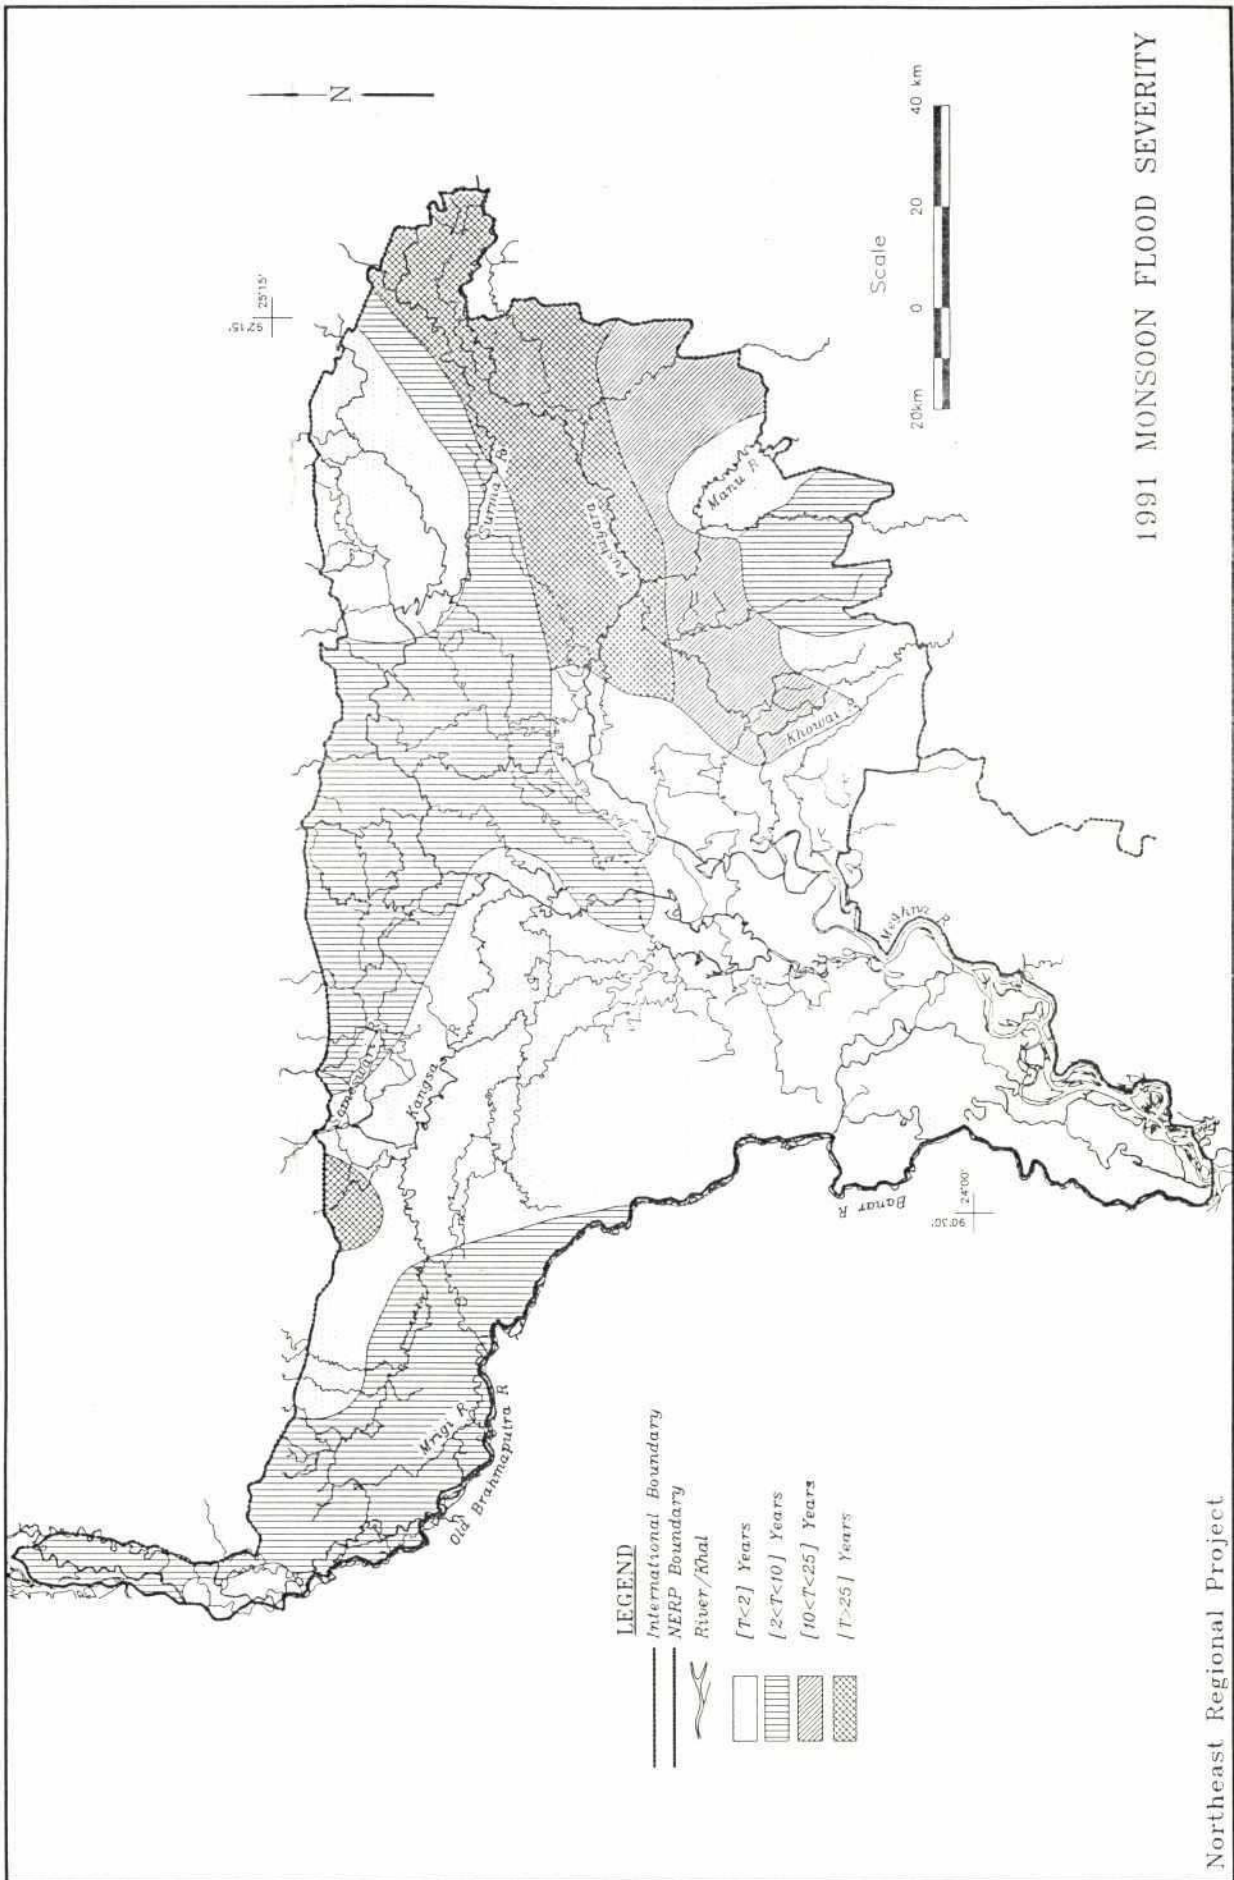 N
92°15'
25°15'
Surma R
Kushiyara
Manu R
Khowai R
Someswari R
Kangsa R
Meghna R
Banar R
90°30'
24°00'
Mrigi R
Old Brahmaputra R
Scale
20km 0 20 40 km
LEGEND
International Boundary
NERP Boundary
River/Khal
[T<2] Years
[2<T<10] Years
[10<T<25] Years
[T>25] Years
1991 MONSOON FLOOD SEVERITY
Northeast Regional Project